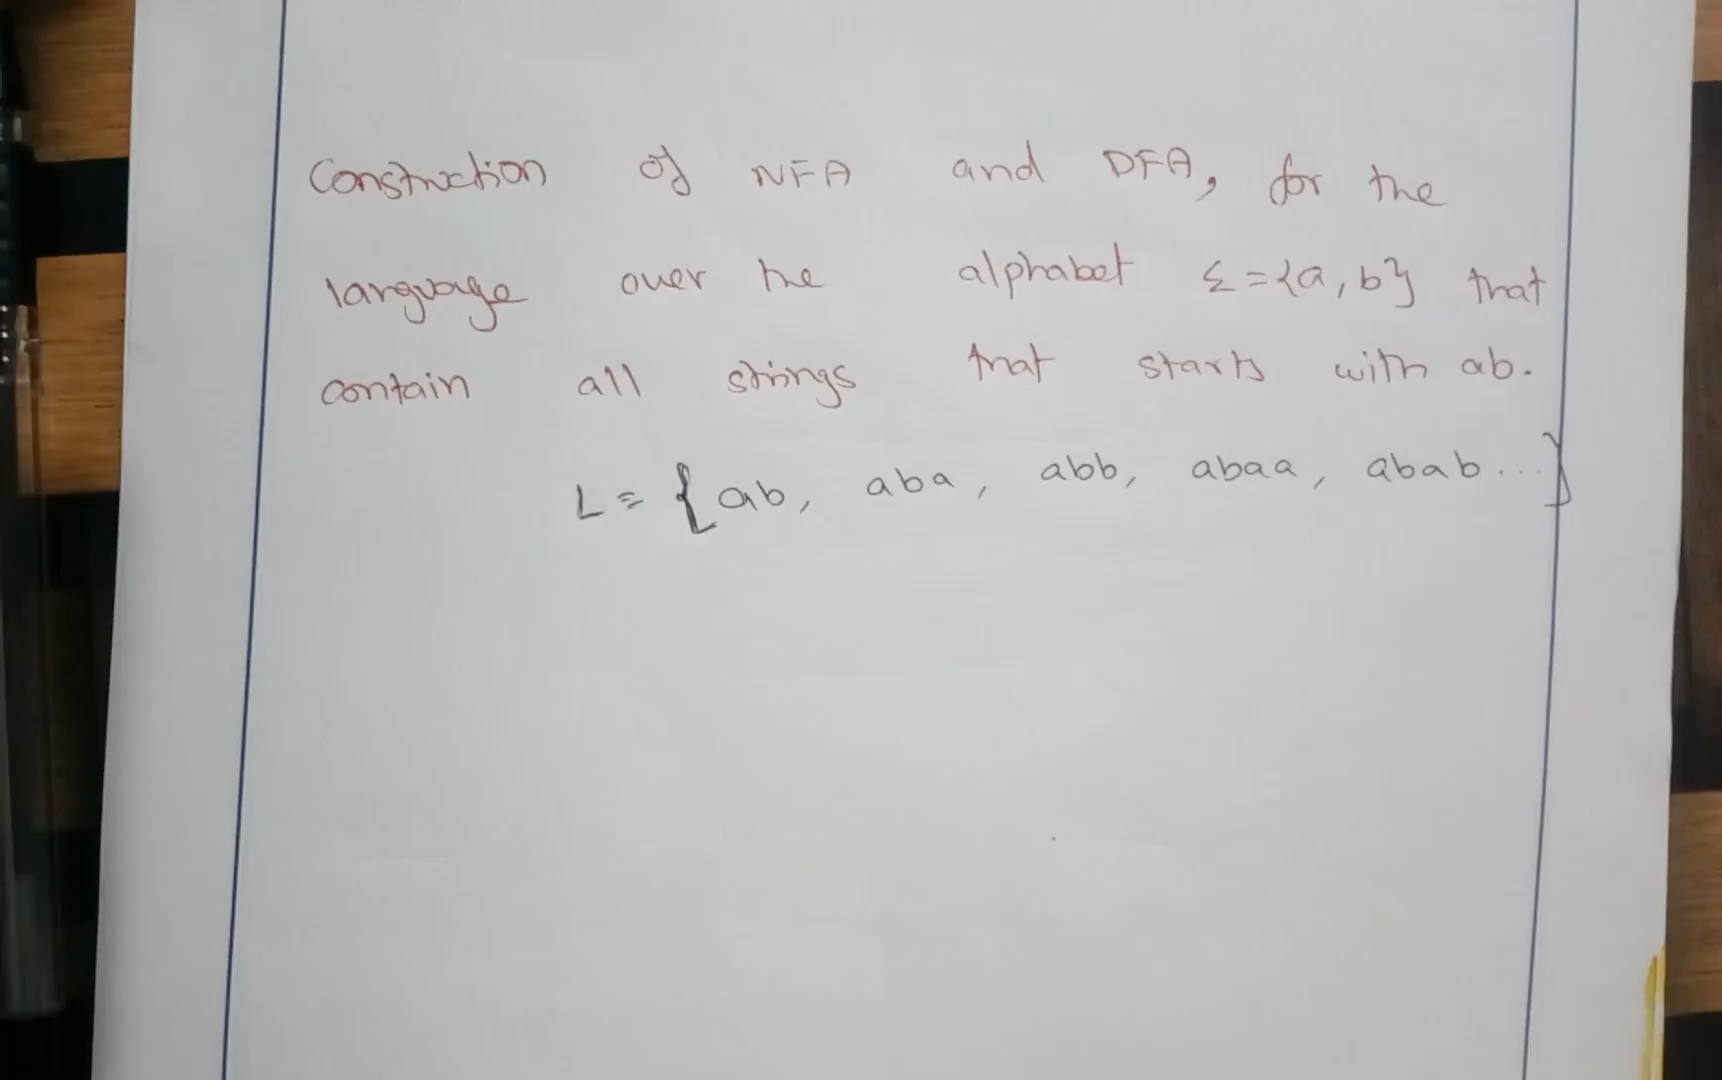 Construction of NFA and DFA, for the
language over the alphabet Σ={a,b} that
contain all strings that starts with ab.
L = {ab, aba, abb, abaa, abab...}